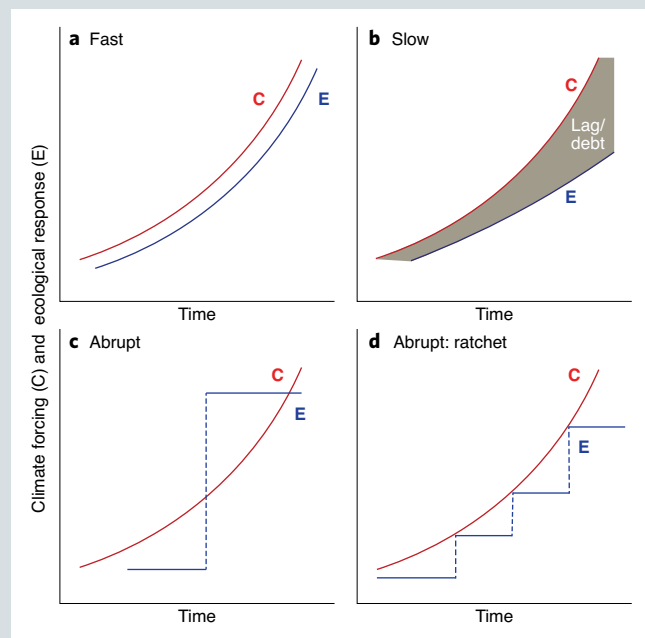 Climate forcing (C) and ecological response (E)
a Fast
C
E
Time
b Slow
C
Lag/
debt
E
Time
c Abrupt
C
E
Time
d Abrupt: ratchet
C
E
Time